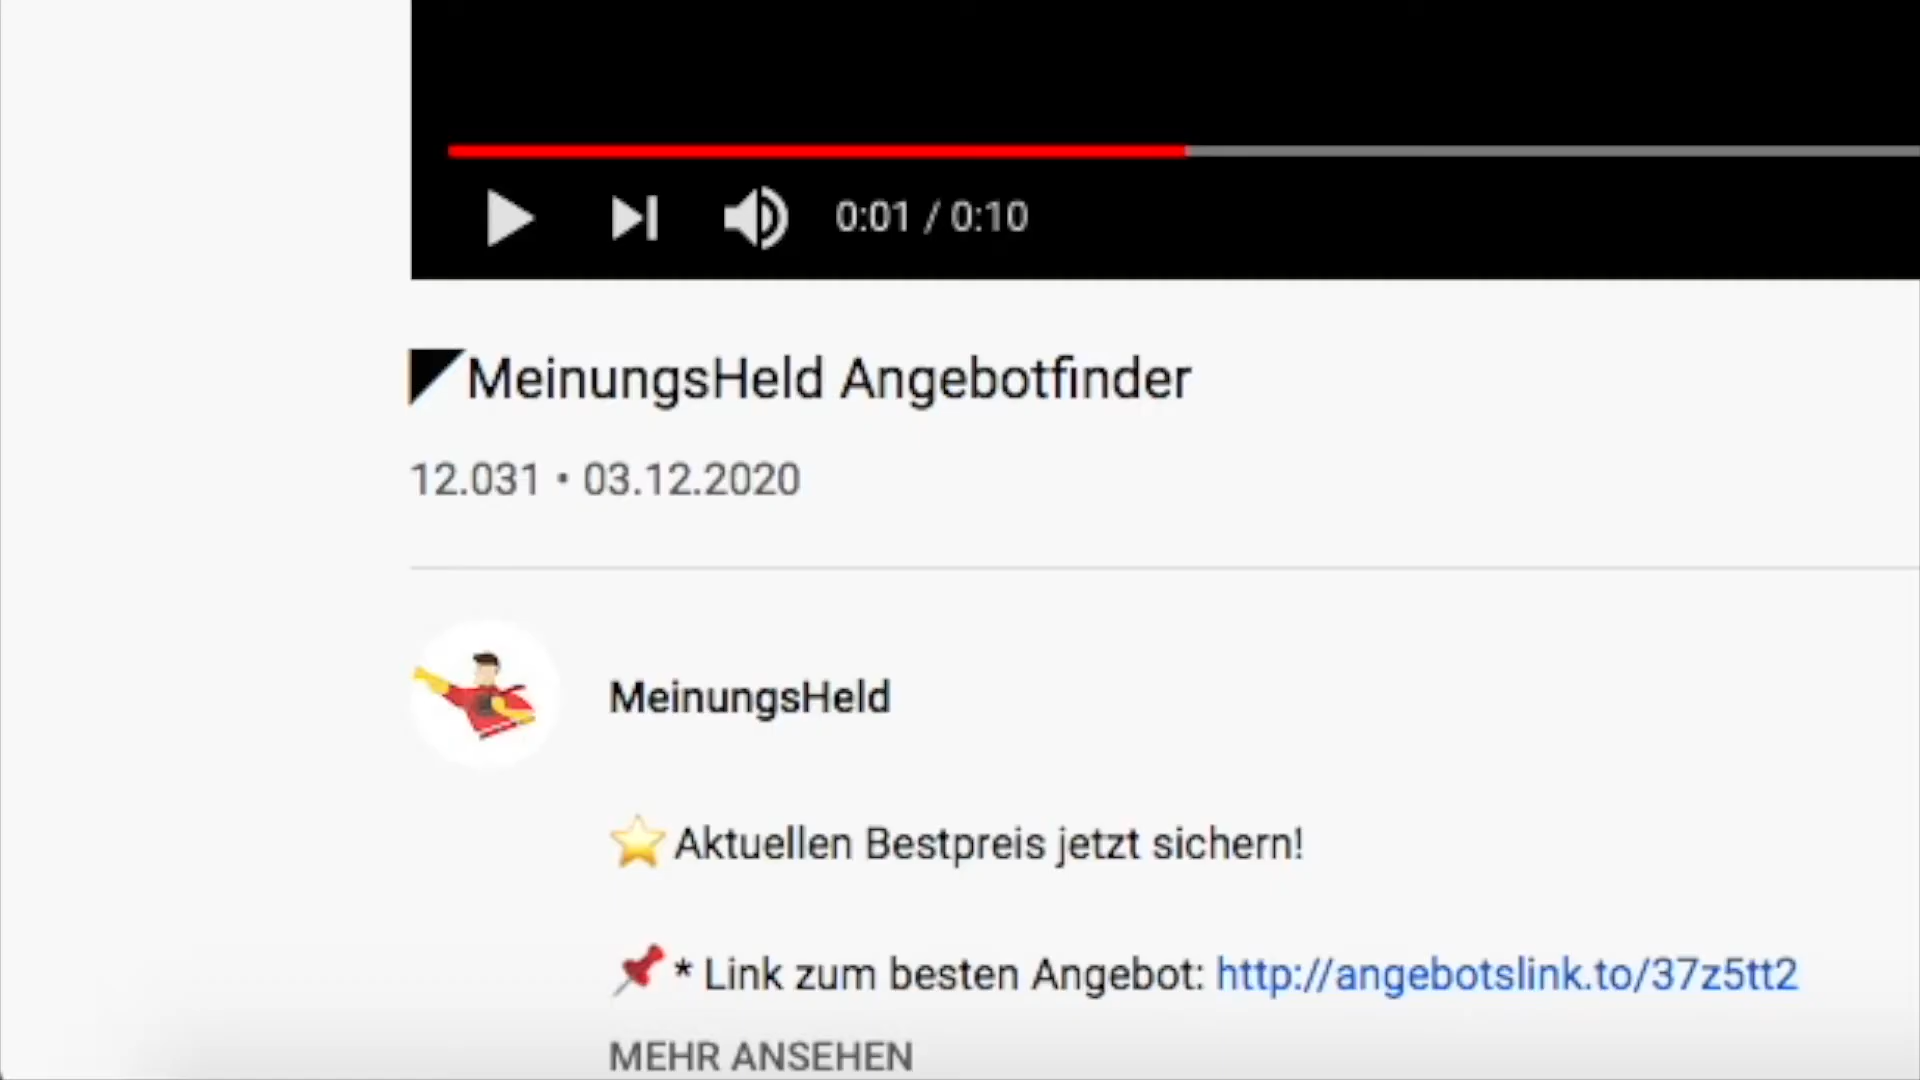 0:01 / 0:10
MeinungsHeld Angebotfinder
12.031 • 03.12.2020
MeinungsHeld
⭐ Aktuellen Bestpreis jetzt sichern!
📌 * Link zum besten Angebot: http://angebotslink.to/37z5tt2
MEHR ANSEHEN